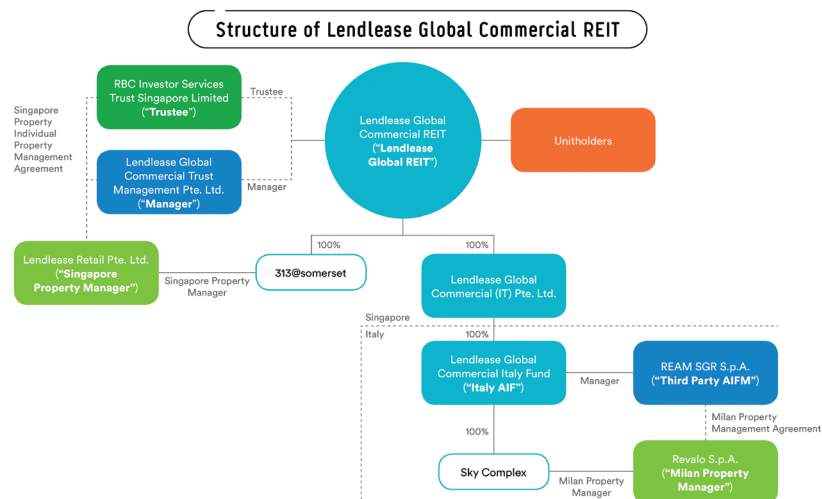 Structure of Lendlease Global Commercial REIT
RBC Investor Services
Trust Singapore Limited
(“Trustee”)
Trustee
Singapore
Property
Individual
Property
Management
Agreement
Lendlease Global
Commercial REIT
(“Lendlease
Global REIT”)
Unitholders
Lendlease Global
Commercial Trust
Management Pte. Ltd.
(“Manager”)
Manager
100%
100%
Lendlease Retail Pte. Ltd.
(“Singapore
Property Manager”)
Singapore Property
Manager
313@somerset
Lendlease Global
Commercial (IT) Pte. Ltd.
Singapore
Italy
100%
Lendlease Global
Commercial Italy Fund
(“Italy AIF”)
Manager
REAM SGR S.p.A.
(“Third Party AIFM”)
100%
Milan Property
Management Agreement
Sky Complex
Milan Property
Manager
Revalo S.p.A.
(“Milan Property
Manager”)